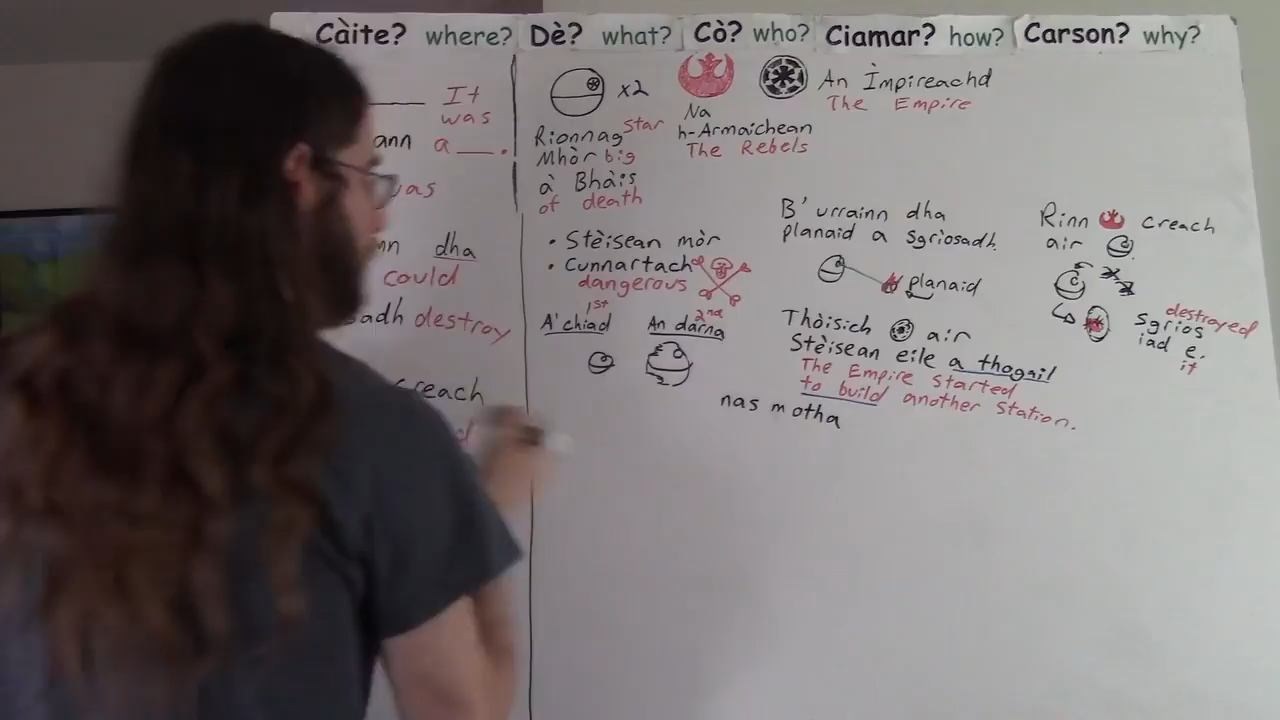 Càite? where? Dè? what? Cò? who? Ciamar? how? Carson? why?
It
was
ann a
was
dha
could
adh destroy
creach
x2
Rionnag star
Mhòr big
à Bhàis
of death
Na
h-Armaichean
The Rebels
An Ìmpireachd
The Empire
• Stèisean mòr
• Cunnartach
dangerous
1st
A' chiad
2nd
An dàrna
B' urrainn dha
planaid a sgriosadh
planaid
Thòisich air
Stèisean eile a thogail
The Empire started
to build another station.
nas motha
Rinn creach
air
destroyed
Sgrios
iad e.
it